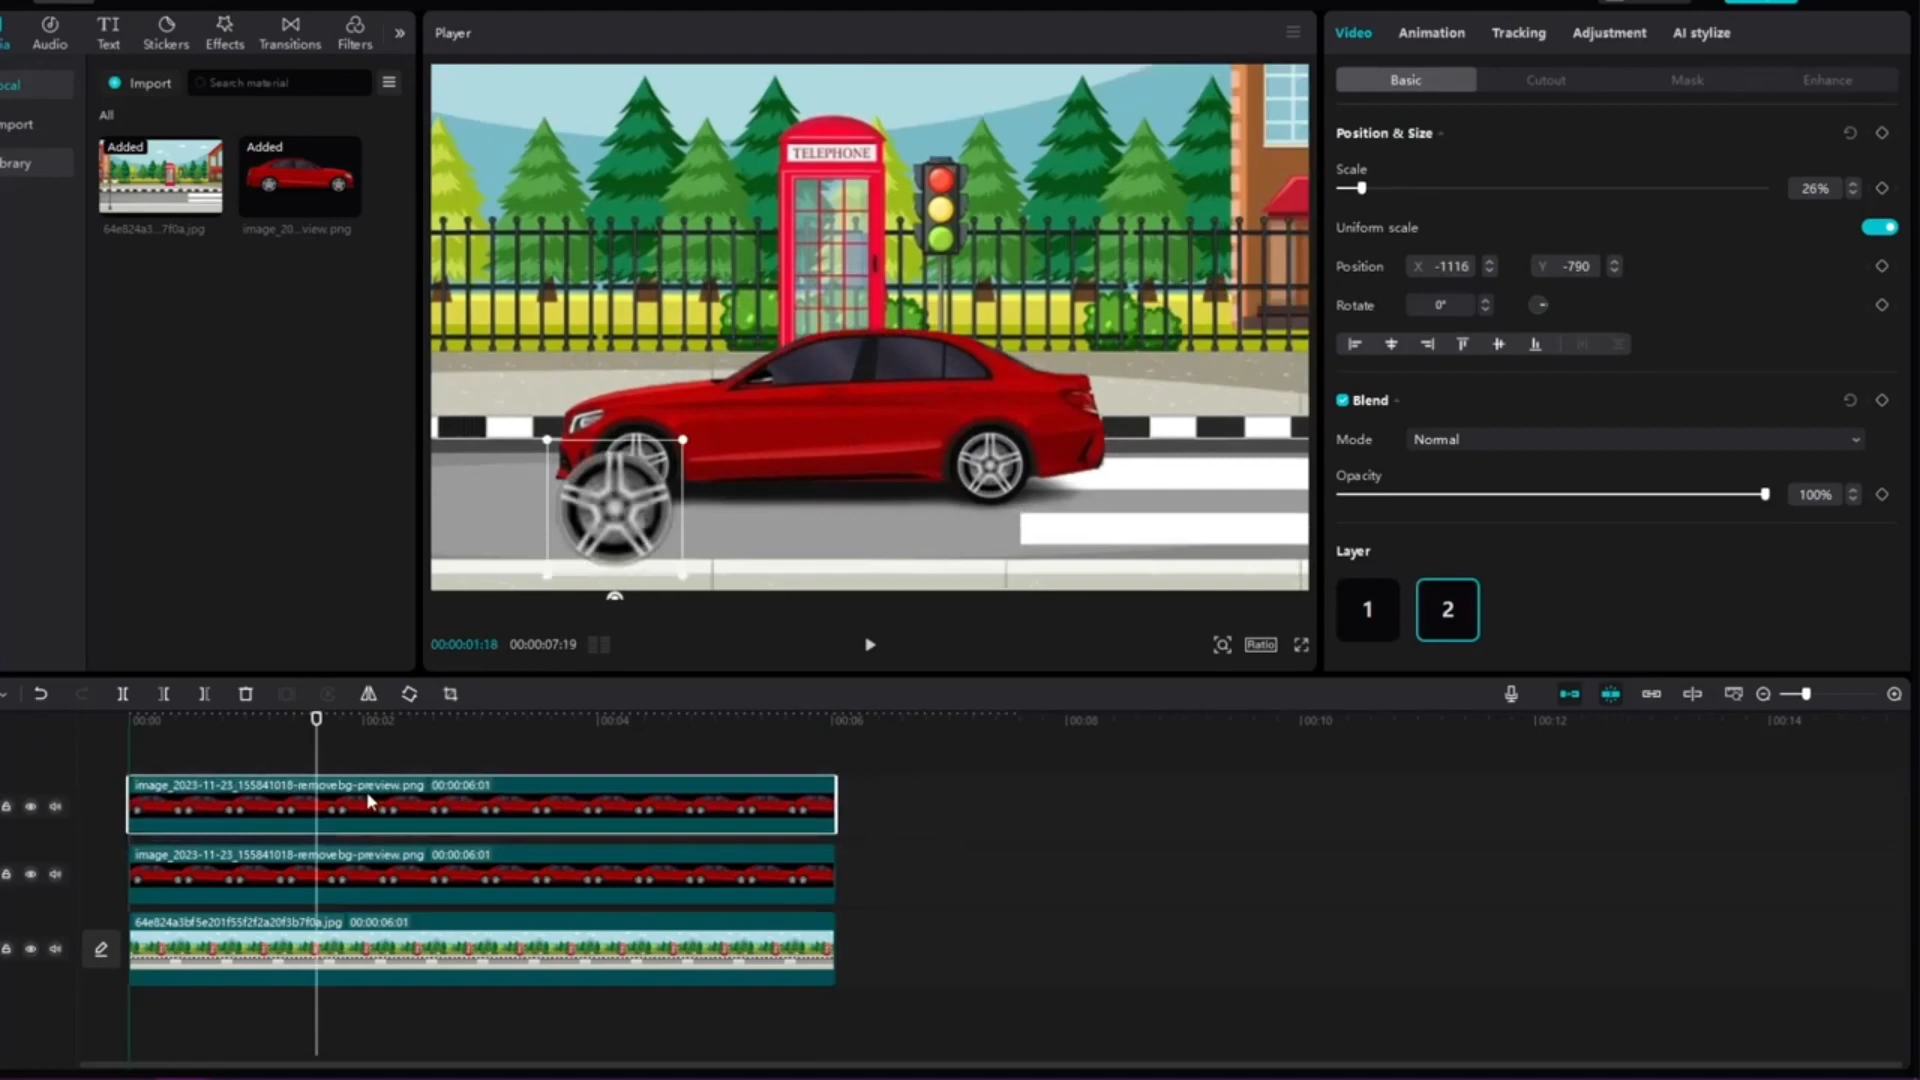 Audio
Text
Stickers
Effects
Transitions
Filters
Import
Search material
All
Added
Added
64e824a3...7f0a.jpg
image_20...view.png
Player
TELEPHONE
00:00:01:18
00:00:07:19
Ratio
Video
Animation
Tracking
Adjustment
AI stylize
Basic
Cutout
Mask
Enhance
Position & Size
Scale
26%
Uniform scale
Position
X -1116
Y -790
Rotate
0°
Blend
Mode
Normal
Opacity
100%
Layer
1
2
00:00
00:02
00:04
00:06
00:08
00:10
00:12
00:14
image_2023-11-23_155841018-removebg-preview.png 00:00:06:01
image_2023-11-23_155841018-removebg-preview.png 00:00:06:01
64e824a3bf5e201f55f2f2a20f3b7f0a.jpg 00:00:06:01